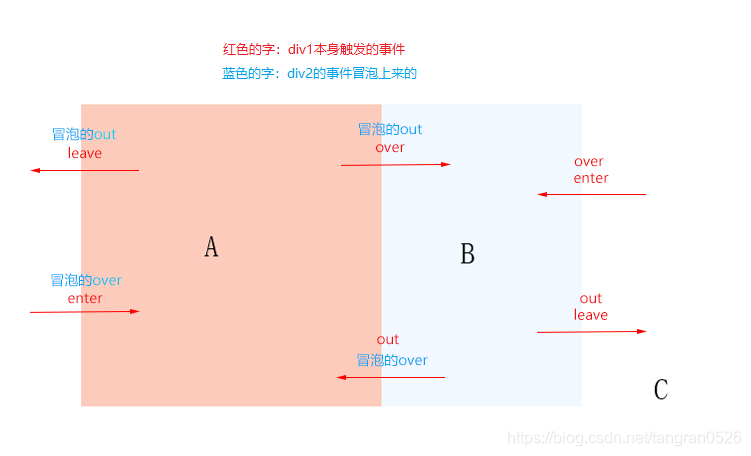 红色的字：div1本身触发的事件
蓝色的字：div2的事件冒泡上来的
冒泡的out
leave
冒泡的out
over
over
enter
A
B
冒泡的over
enter
out
leave
out
冒泡的over
C
https://blog.csdn.net/tangran0526